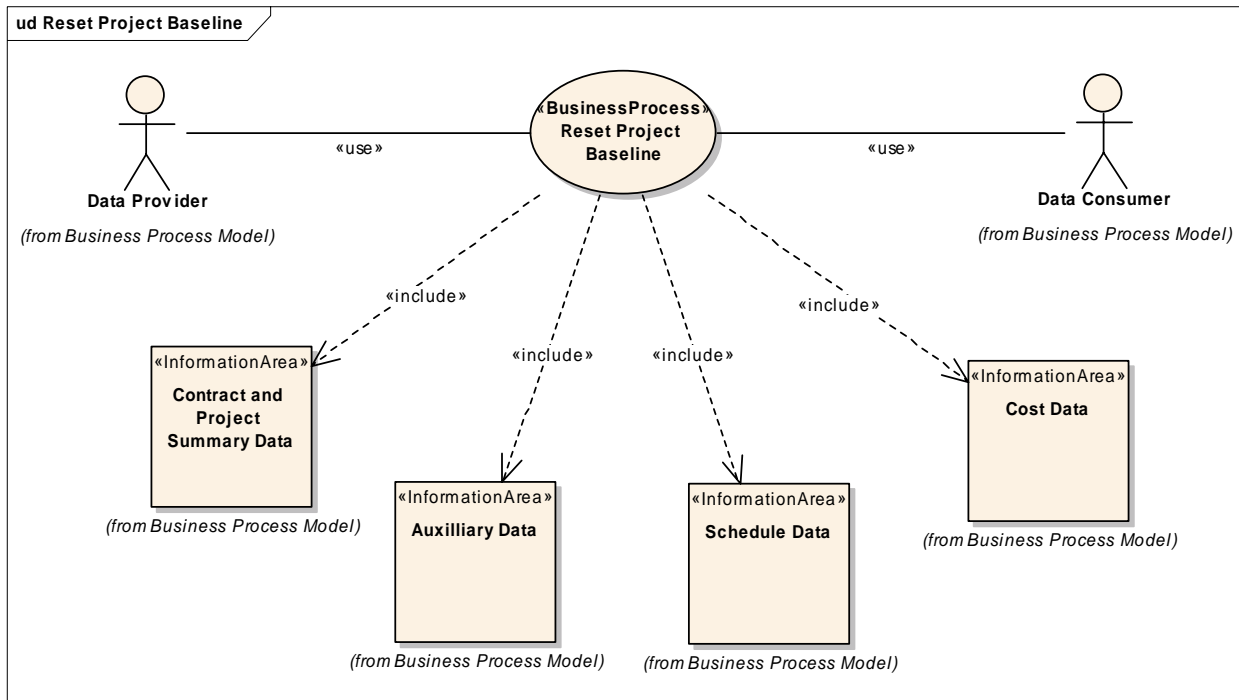 ud Reset Project Baseline
«BusinessProcess»
Reset Project
Baseline
«use»
«use»
Data Provider
(from Business Process Model)
Data Consumer
(from Business Process Model)
«include»
«include»
«include»
«include»
«InformationArea»
Contract and
Project
Summary Data
(from Business Process Model)
«InformationArea»
Auxilliary Data
(from Business Process Model)
«InformationArea»
Schedule Data
(from Business Process Model)
«InformationArea»
Cost Data
(from Business Process Model)